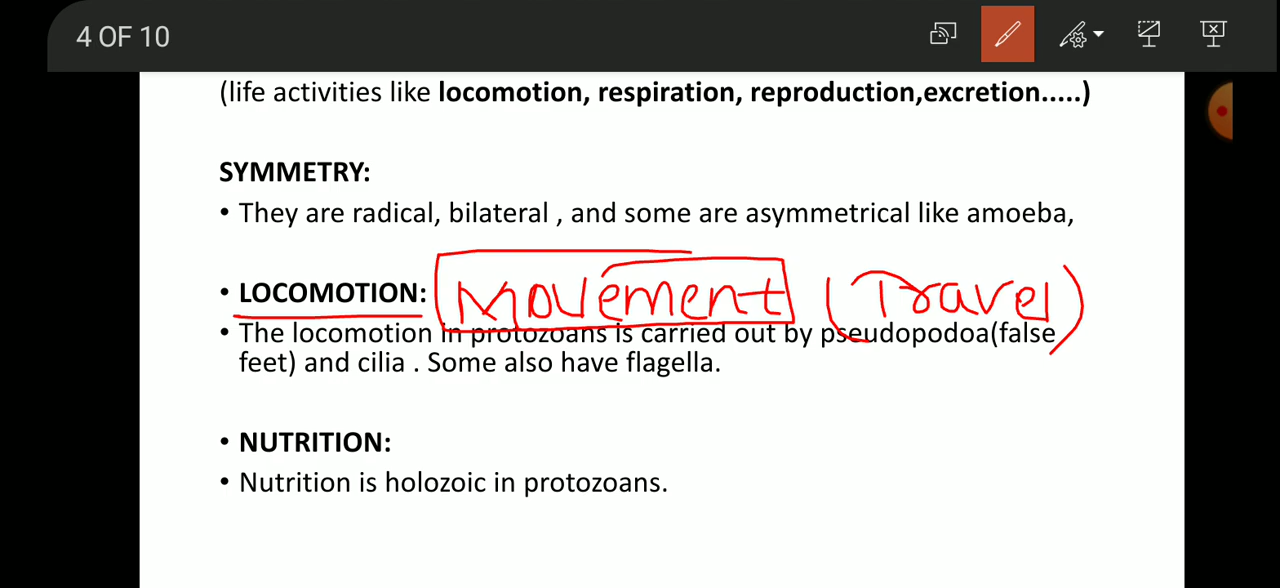 4 OF 10
(life activities like locomotion, respiration, reproduction,excretion.....)
SYMMETRY:
• They are radical, bilateral , and some are asymmetrical like amoeba,
• LOCOMOTION: Movement (Travel)
• The locomotion in protozoans is carried out by pseudopodoa(false
feet) and cilia . Some also have flagella.
• NUTRITION:
• Nutrition is holozoic in protozoans.